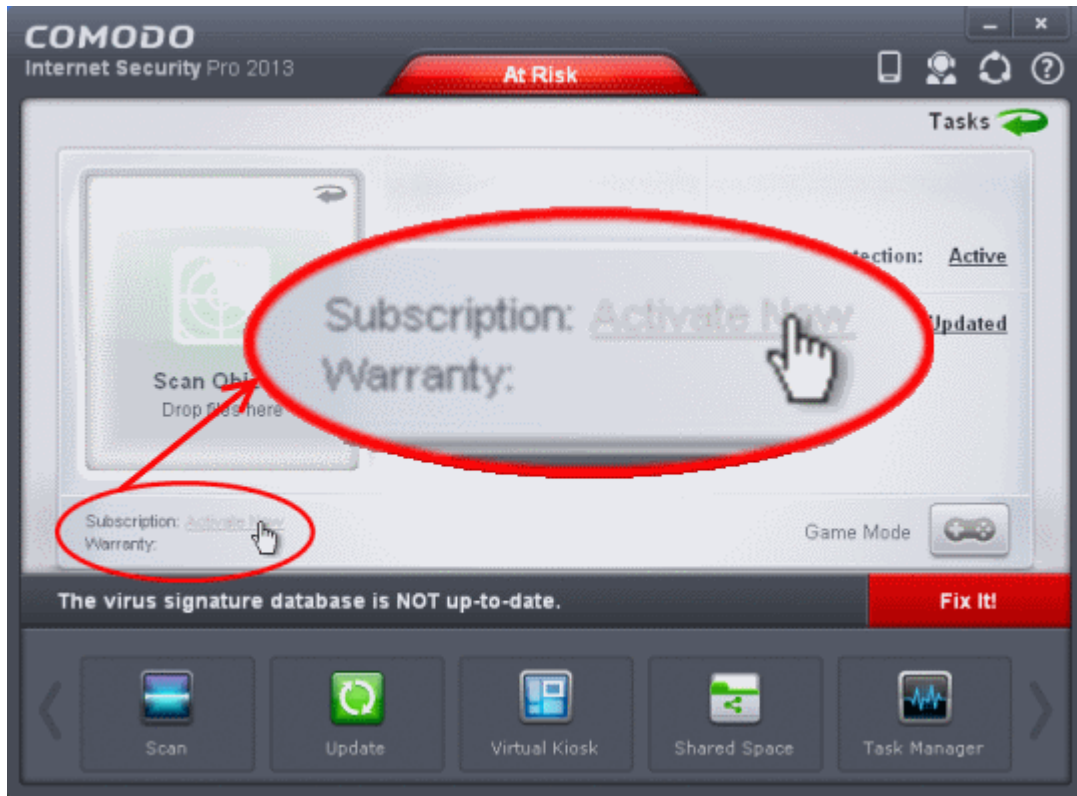 COMODO
Internet Security Pro 2013
At Risk
Tasks
tection: Active
Subscription: Activate Now
Updated
Warranty:
Scan Obje
Drop files here
Subscription: Activate Now
Warranty:
Game Mode
The virus signature database is NOT up-to-date.
Fix It!
Scan
Update
Virtual Kiosk
Shared Space
Task Manager